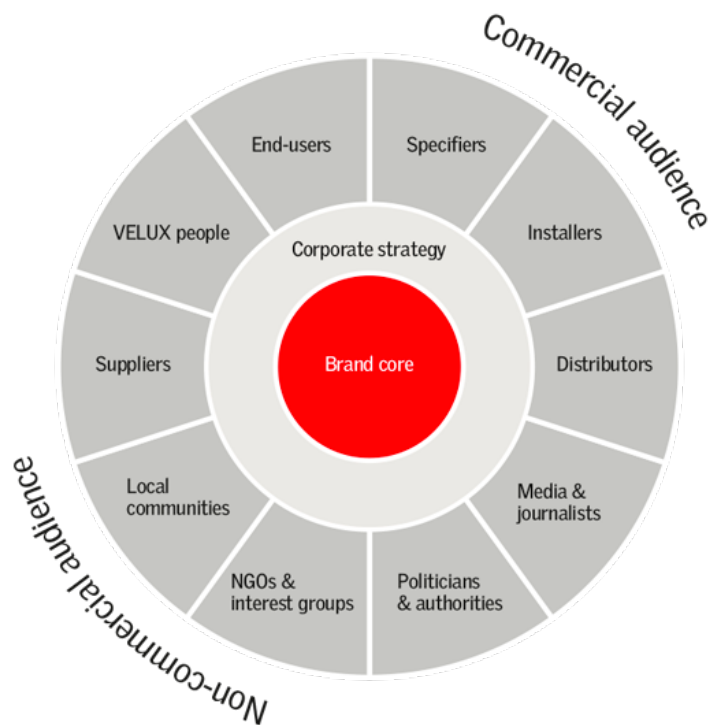 Commercial audience
End-users
Specifiers
VELUX people
Installers
Corporate strategy
Suppliers
Brand core
Distributors
Local
communities
Media &
journalists
NGOs &
interest groups
Politicians
& authorities
Non-commercial audience